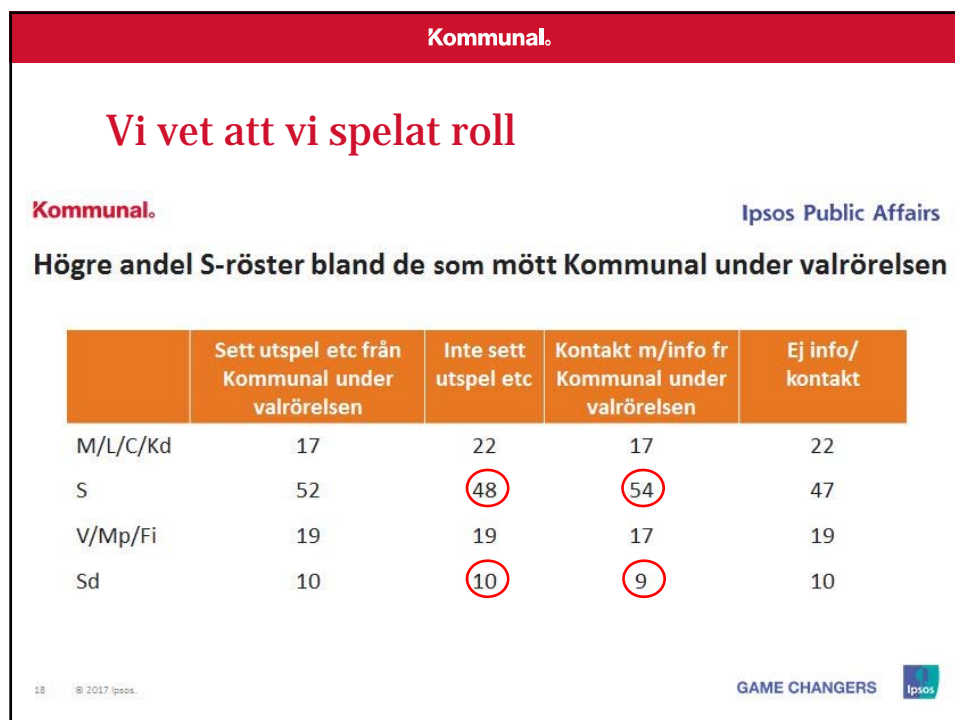 Kommunal.
Vi vet att vi spelat roll
Kommunal.
Ipsos Public Affairs
Högre andel S-röster bland de som mött Kommunal under valrörelsen
Sett utspel etc från Kommunal under valrörelsen
Inte sett utspel etc
Kontakt m/info fr Kommunal under valrörelsen
Ej info/ kontakt
M/L/C/Kd 17 22 17 22
S 52 48 54 47
V/Mp/Fi 19 19 17 19
Sd 10 10 9 10
18 © 2017 Ipsos.
GAME CHANGERS
Ipsos